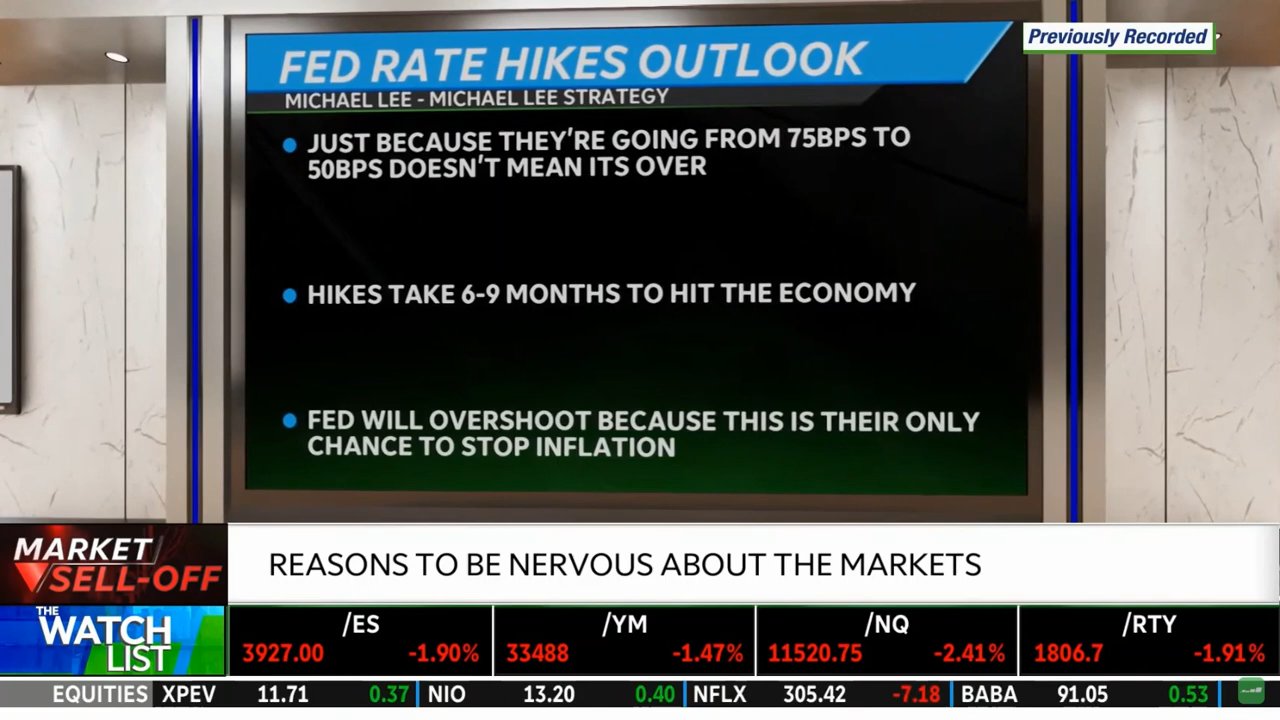 Previously Recorded
FED RATE HIKES OUTLOOK
MICHAEL LEE - MICHAEL LEE STRATEGY
JUST BECAUSE THEY'RE GOING FROM 75BPS TO
50BPS DOESN'T MEAN ITS OVER
HIKES TAKE 6-9 MONTHS TO HIT THE ECONOMY
FED WILL OVERSHOOT BECAUSE THIS IS THEIR ONLY
CHANCE TO STOP INFLATION
MARKET
SELL-OFF
REASONS TO BE NERVOUS ABOUT THE MARKETS
THE
WATCH
LIST
/ES
3927.00 -1.90%
/YM
33488 -1.47%
/NQ
11520.75 -2.41%
/RTY
1806.7 -1.91%
EQUITIES XPEV 11.71 0.37 NIO 13.20 0.40 NFLX 305.42 -7.18 BABA 91.05 0.53